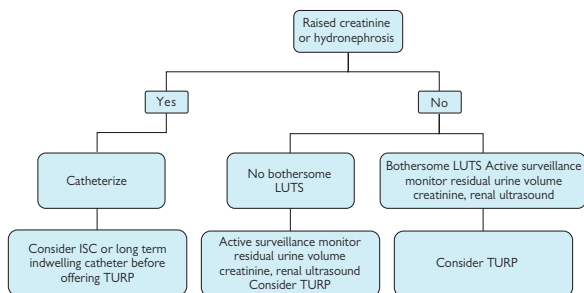 Raised creatinine
or hydronephrosis
Yes
No
Catheterize
No bothersome
LUTS
Bothersome LUTS Active surveillance
monitor residual urine volume
creatinine, renal ultrasound
Consider ISC or long term
indwelling catheter before
offering TURP
Active surveillance monitor
residual urine volume
creatinine, renal ultrasound
Consider TURP
Consider TURP